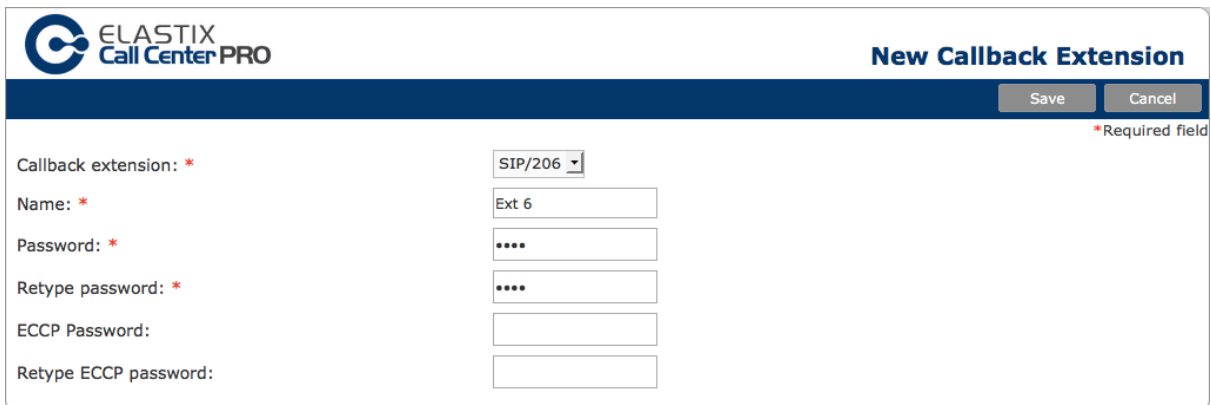 ELASTIX
Call Center PRO
New Callback Extension
Save Cancel
*Required field
Callback extension: * SIP/206
Name: * Ext 6
Password: * ••••
Retype password: * ••••
ECCP Password:
Retype ECCP password: